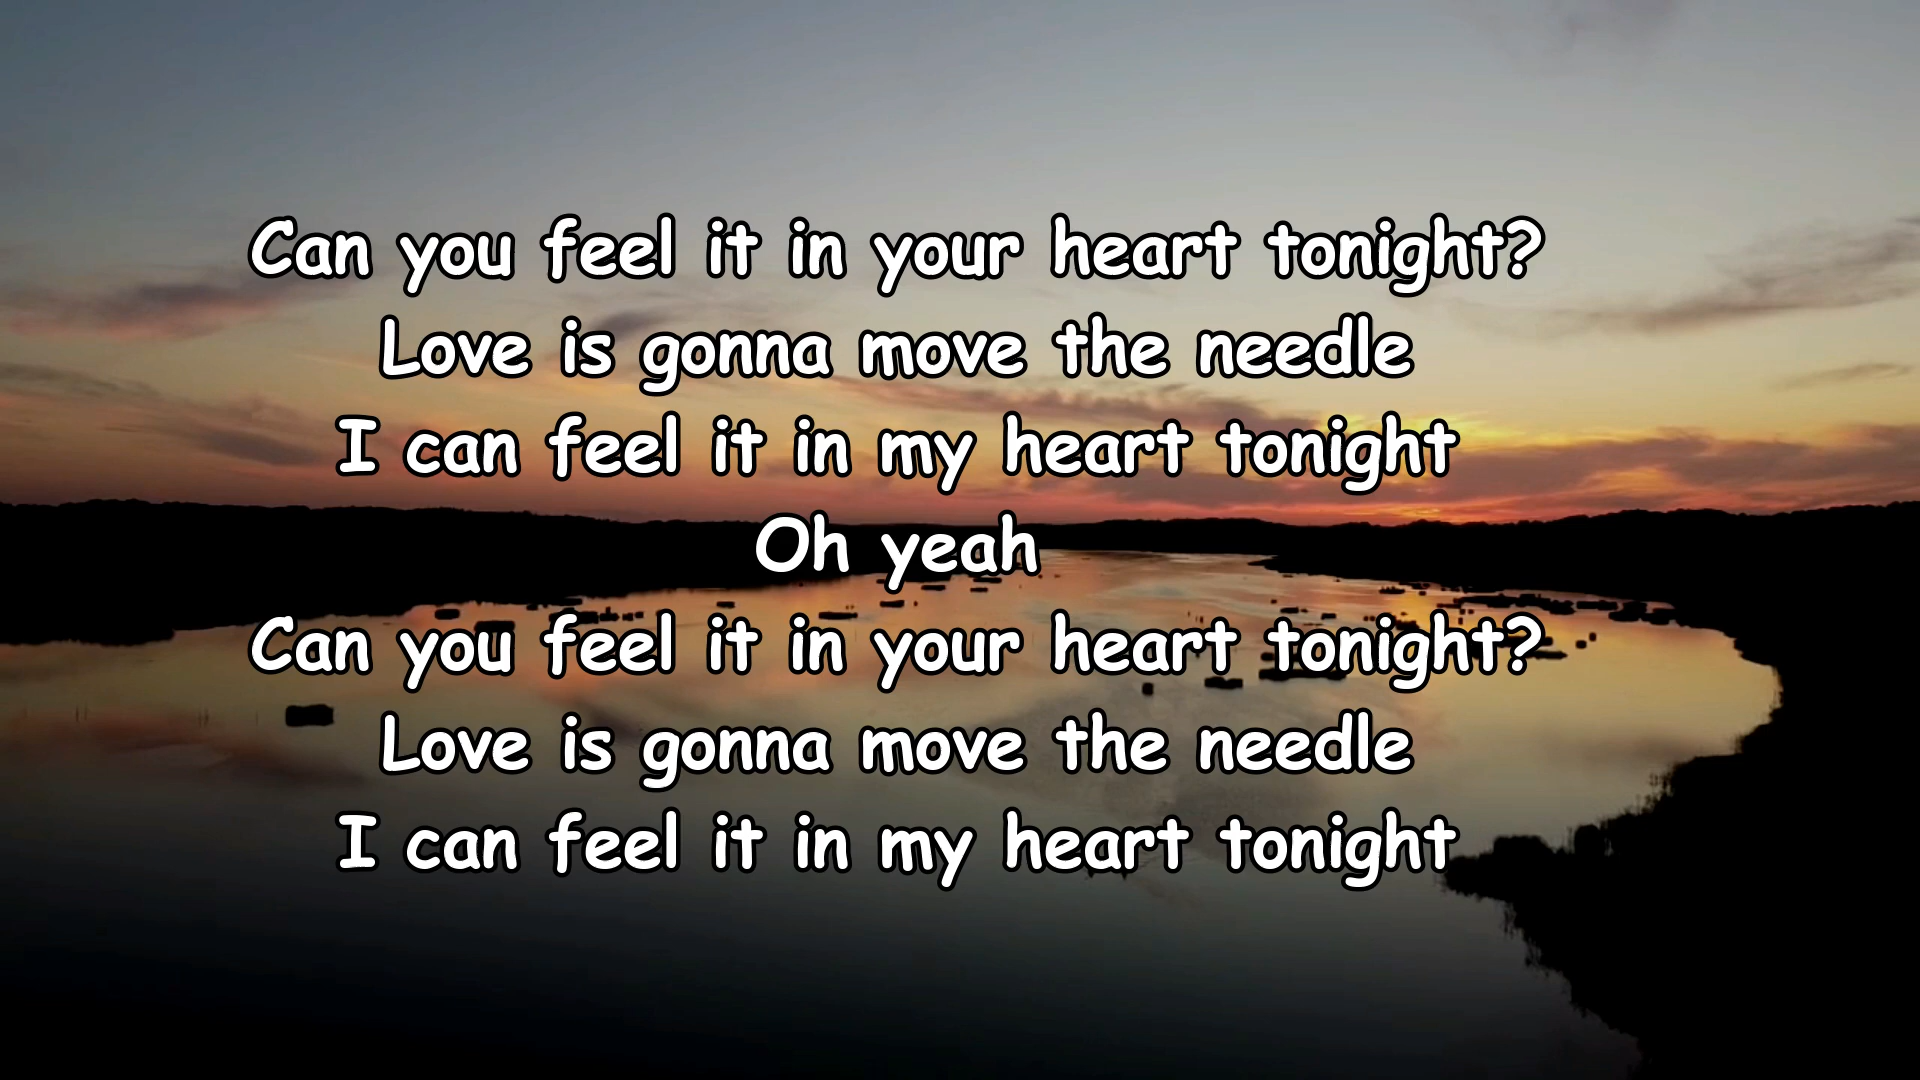 Can you feel it in your heart tonight?
Love is gonna move the needle
I can feel it in my heart tonight
Oh yeah
Can you feel it in your heart tonight?
Love is gonna move the needle
I can feel it in my heart tonight